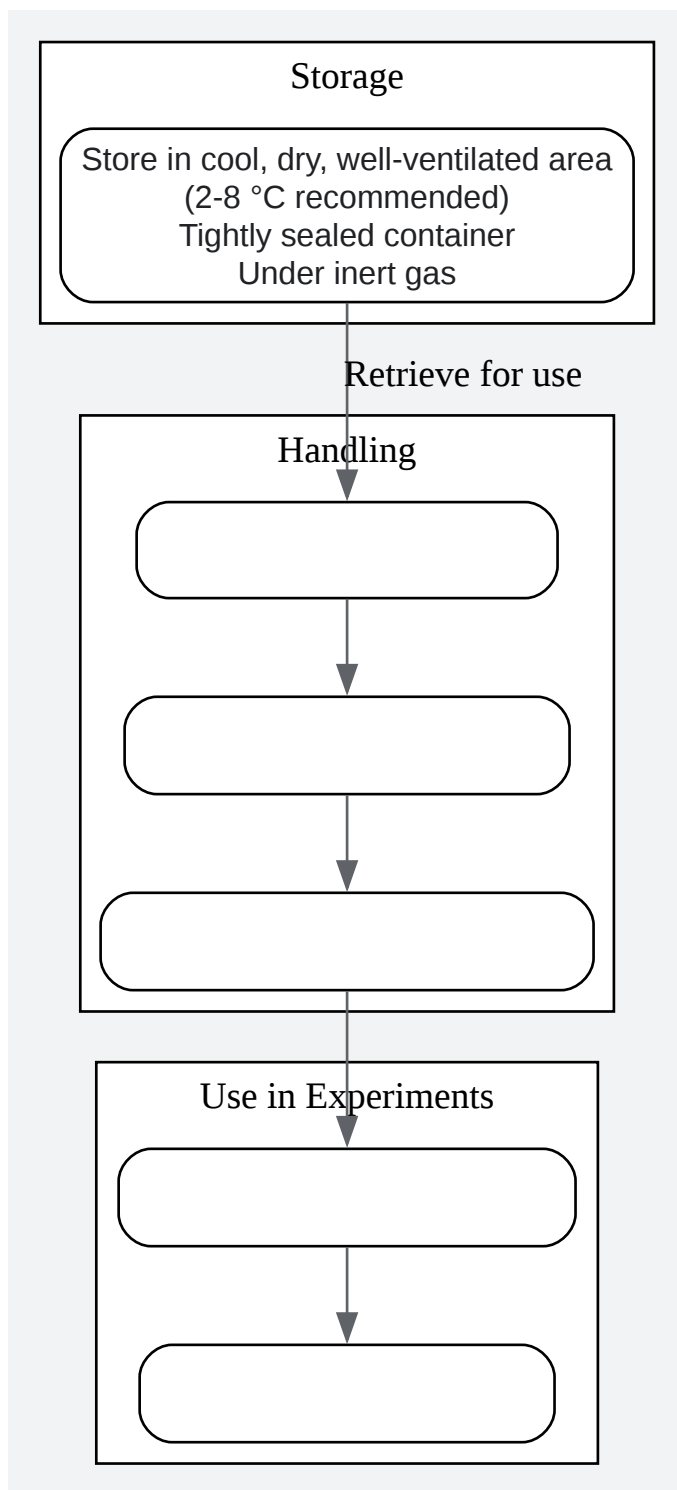 Storage
Store in cool, dry, well-ventilated area
(2-8 °C recommended)
Tightly sealed container
Under inert gas
Retrieve for use
Handling
Use in Experiments